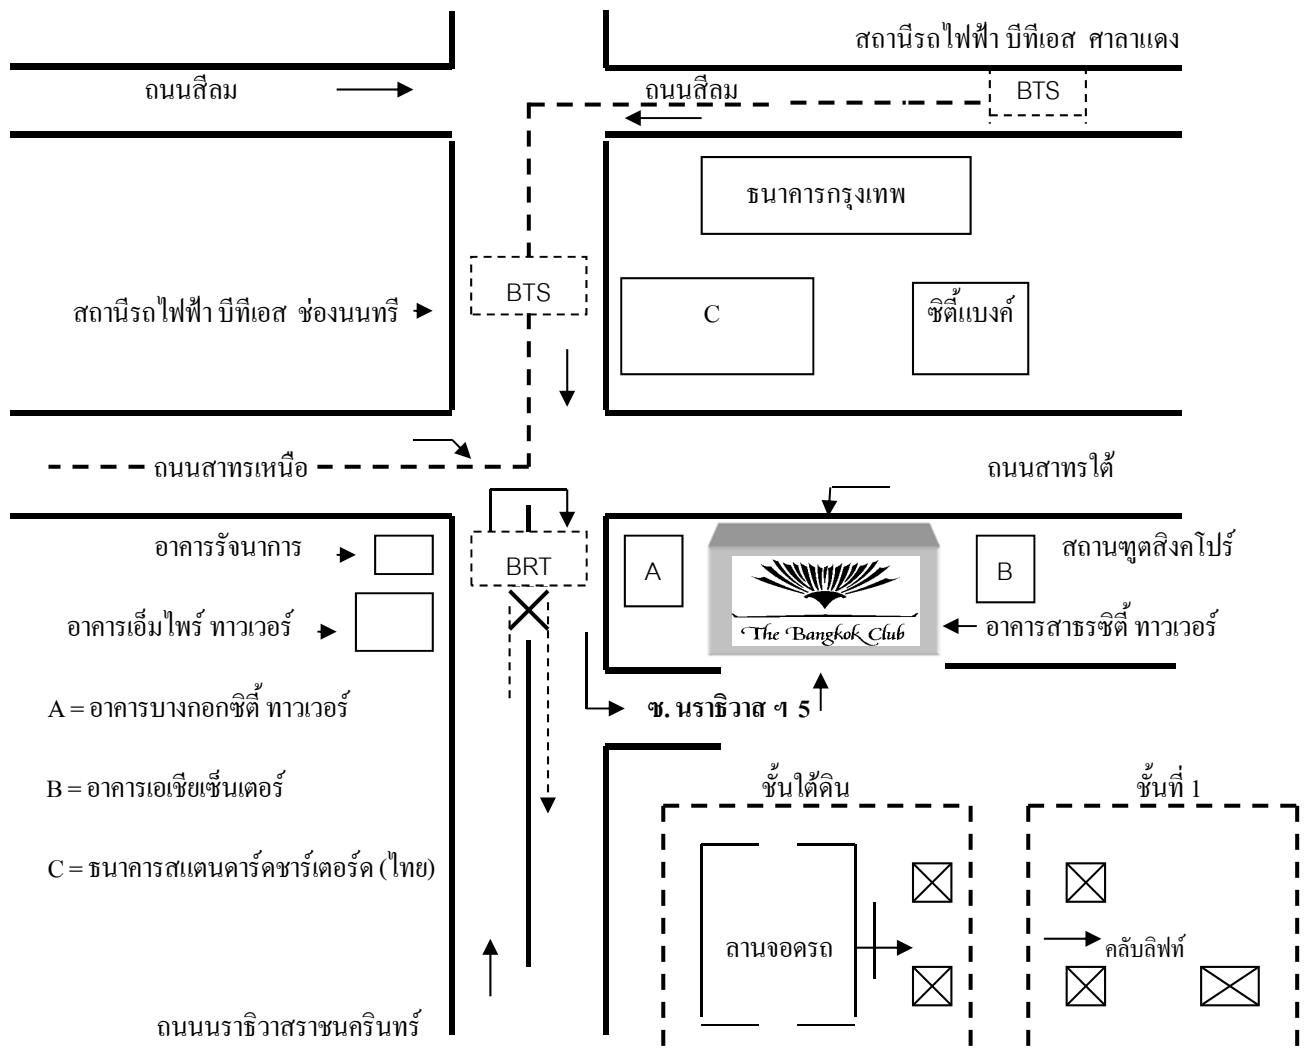 สถานีรถไฟฟ้า บีทีเอส ศาลาแดง
ถนนสีลม
ถนนสีลม
BTS
ธนาคารกรุงเทพ
BTS
สถานีรถไฟฟ้า บีทีเอส ช่องนนทรี
C
ซิตี้แบงค์
ถนนสาทรเหนือ
ถนนสาทรใต้
อาคารรัจนาการ
BRT
A
B
สถานฑูตสิงคโปร์
The Bangkok Club
อาคารเอ็มไพร์ ทาวเวอร์
อาคารสาธรซิตี้ ทาวเวอร์
A = อาคารบางกอกซิตี้ ทาวเวอร์
ซ. นราธิวาส ฯ 5
B = อาคารเอเชียเซ็นเตอร์
ชั้นใต้ดิน
ชั้นที่ 1
C = ธนาคารสแตนดาร์ดชาร์เตอร์ด (ไทย)
ลานจอดรถ
คลับลิฟท์
ถนนนราธิวาสราชนครินทร์